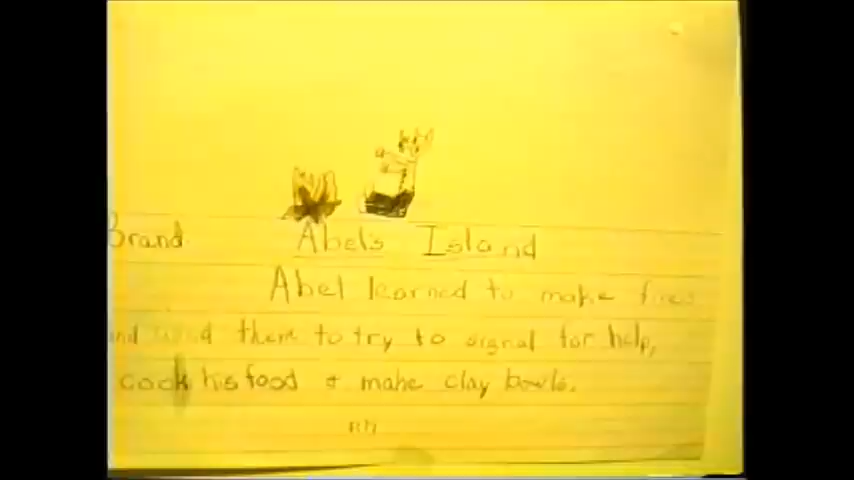 Brand Abel's Island
Abel learned to make fires
and used them to try to signal for help,
cook his food & make clay bowls.